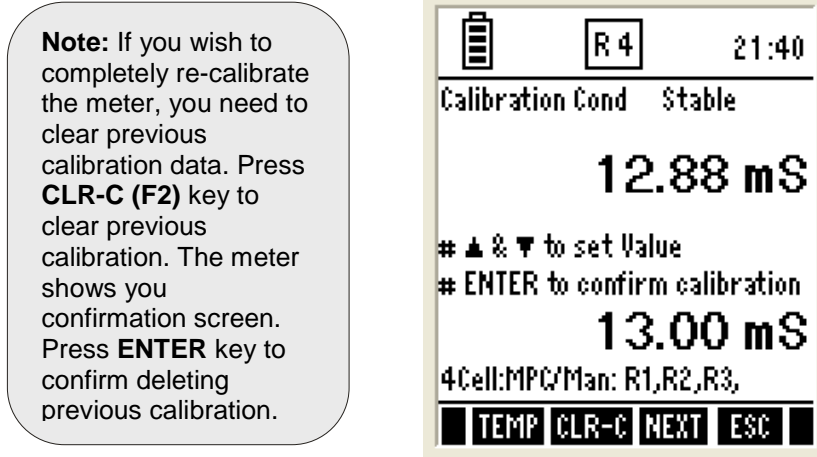 Note: If you wish to
completely re-calibrate
the meter, you need to
clear previous
calibration data. Press
CLR-C (F2) key to
clear previous
calibration. The meter
shows you
confirmation screen.
Press ENTER key to
confirm deleting
previous calibration.
R 4 21:40
Calibration Cond Stable
12.88 mS
# ▲ & ▼ to set Value
# ENTER to confirm calibration
13.00 mS
4Cell:MPC/Man: R1,R2,R3,
TEMP CLR-C NEXT ESC